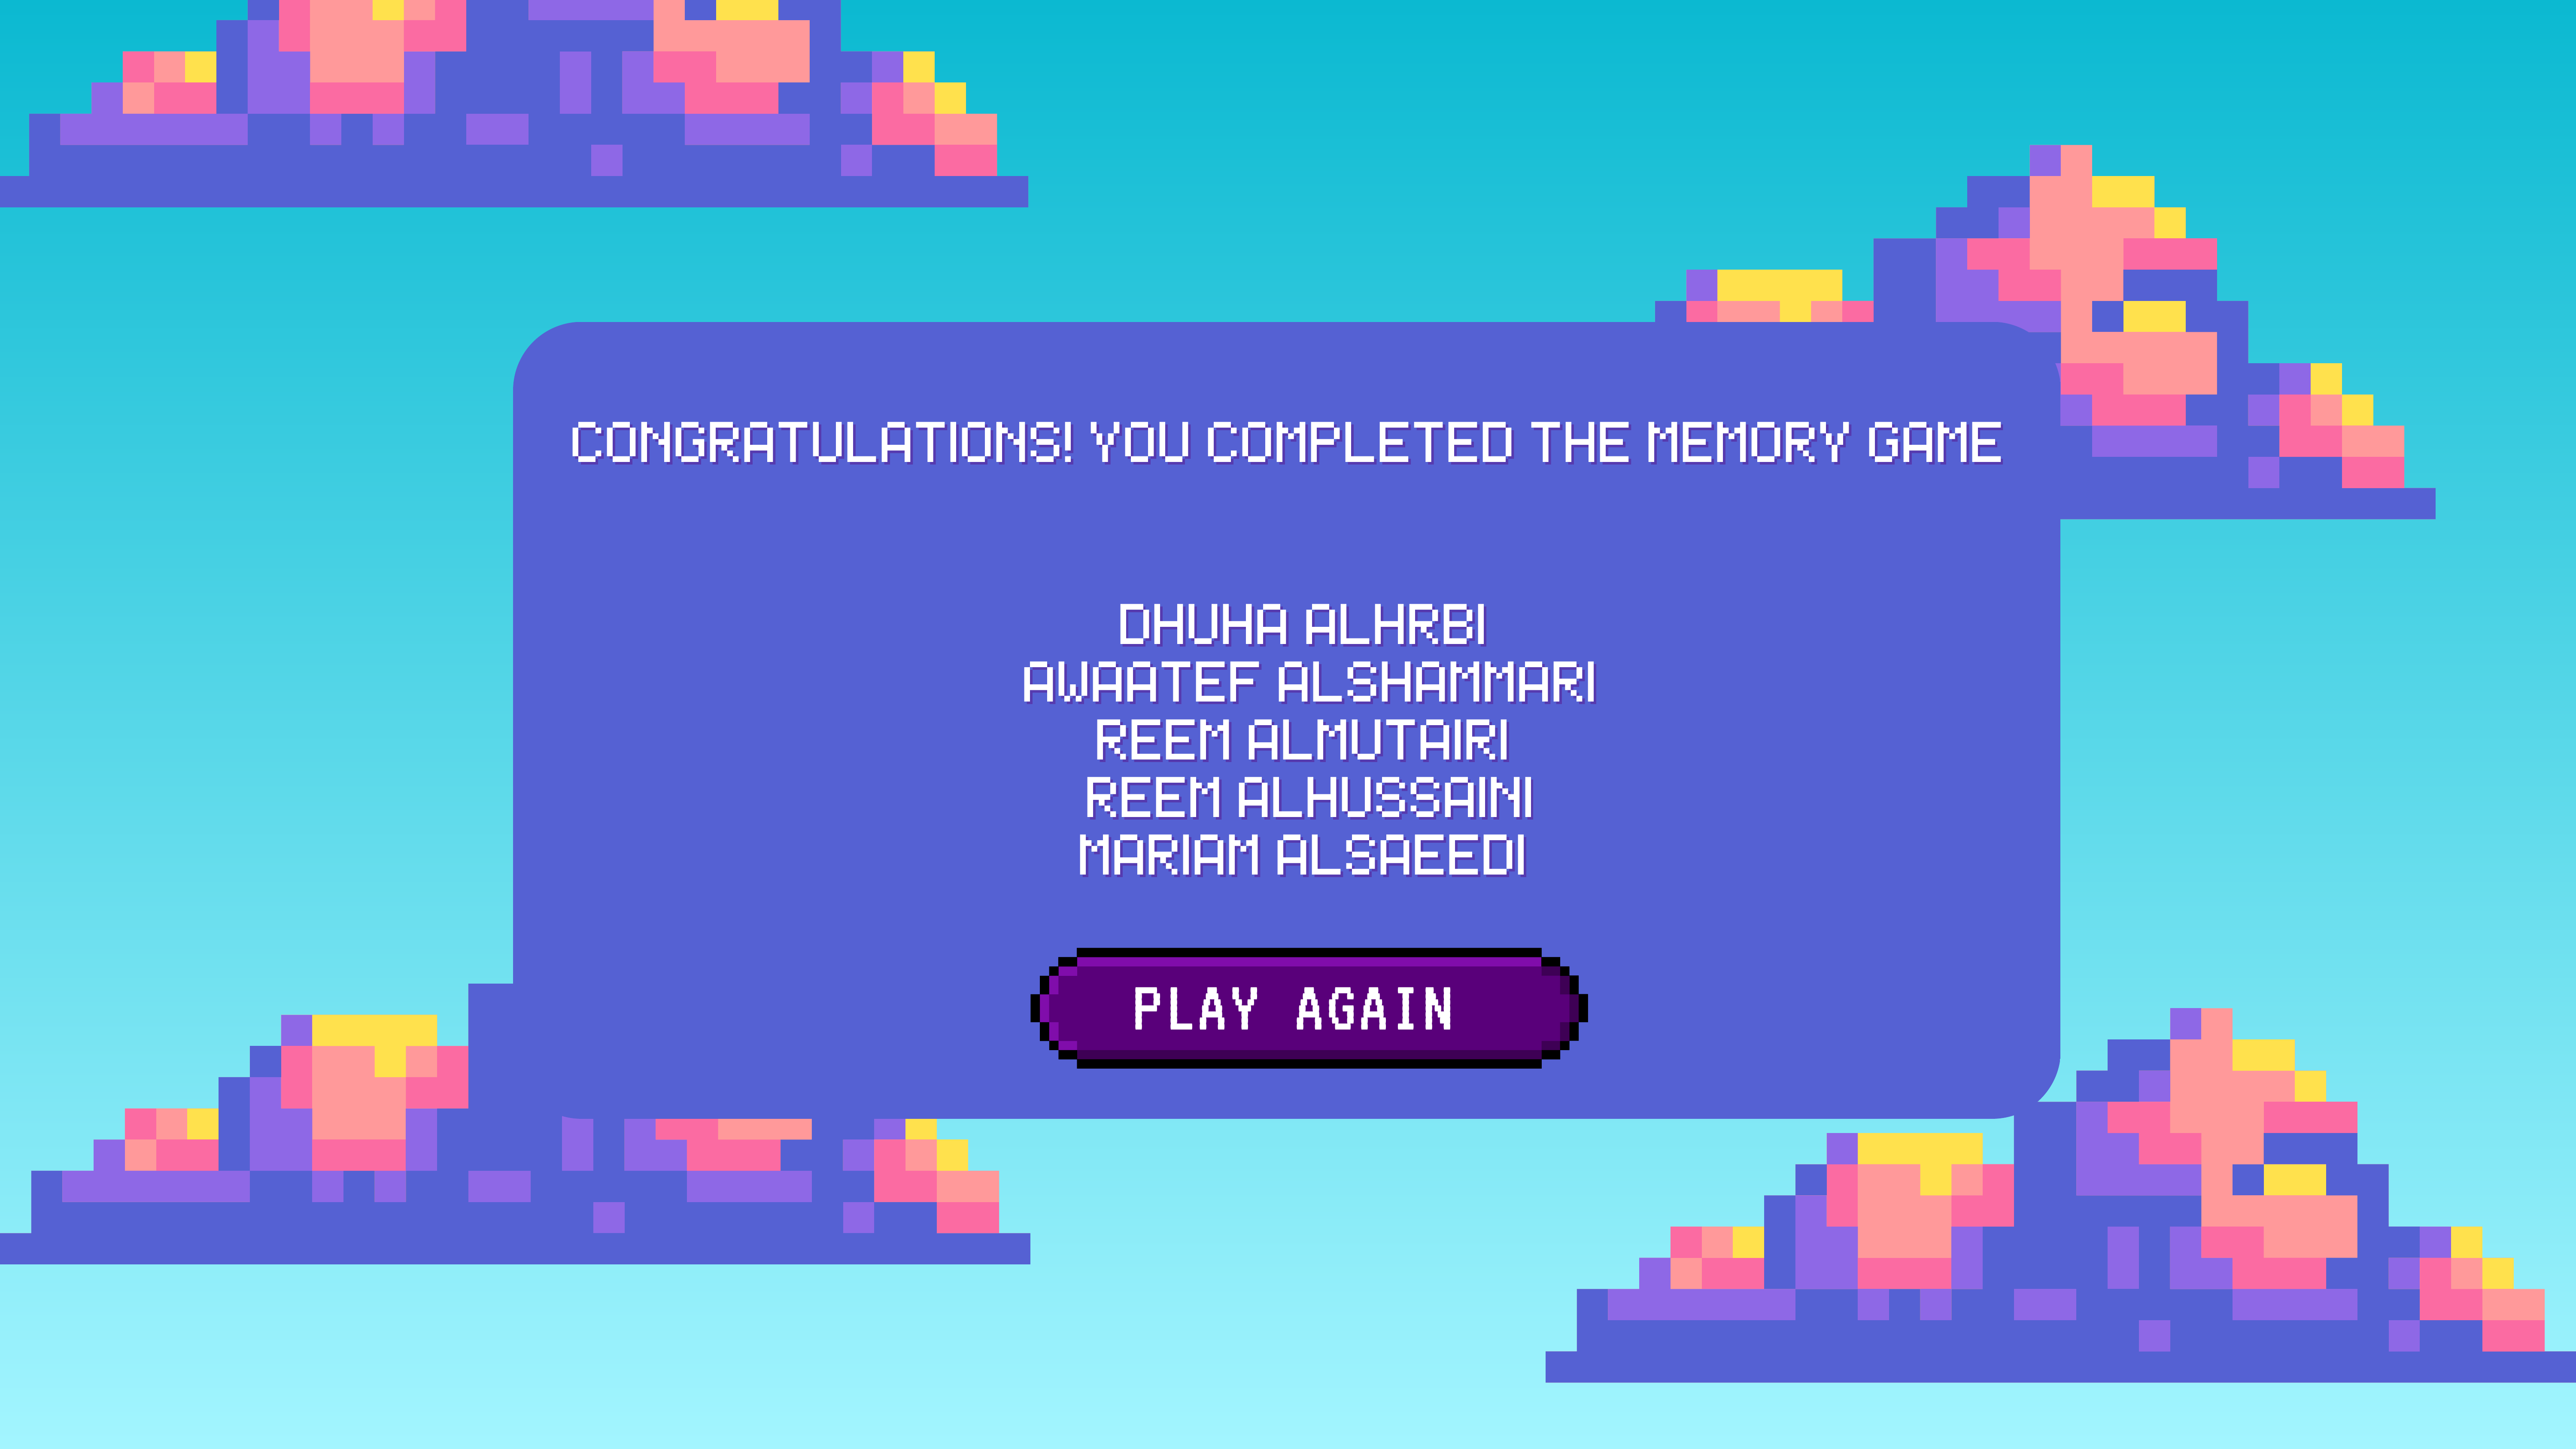 CONGRATULATIONS! YOU COMPLETED THE MEMORY GAME
DHUHA ALHRBI
AWAATEF ALSHAMMARI
REEM ALMUTAIRI
REEM ALHUSSAINI
MARIAM ALSAEEDI
PLAY AGAIN